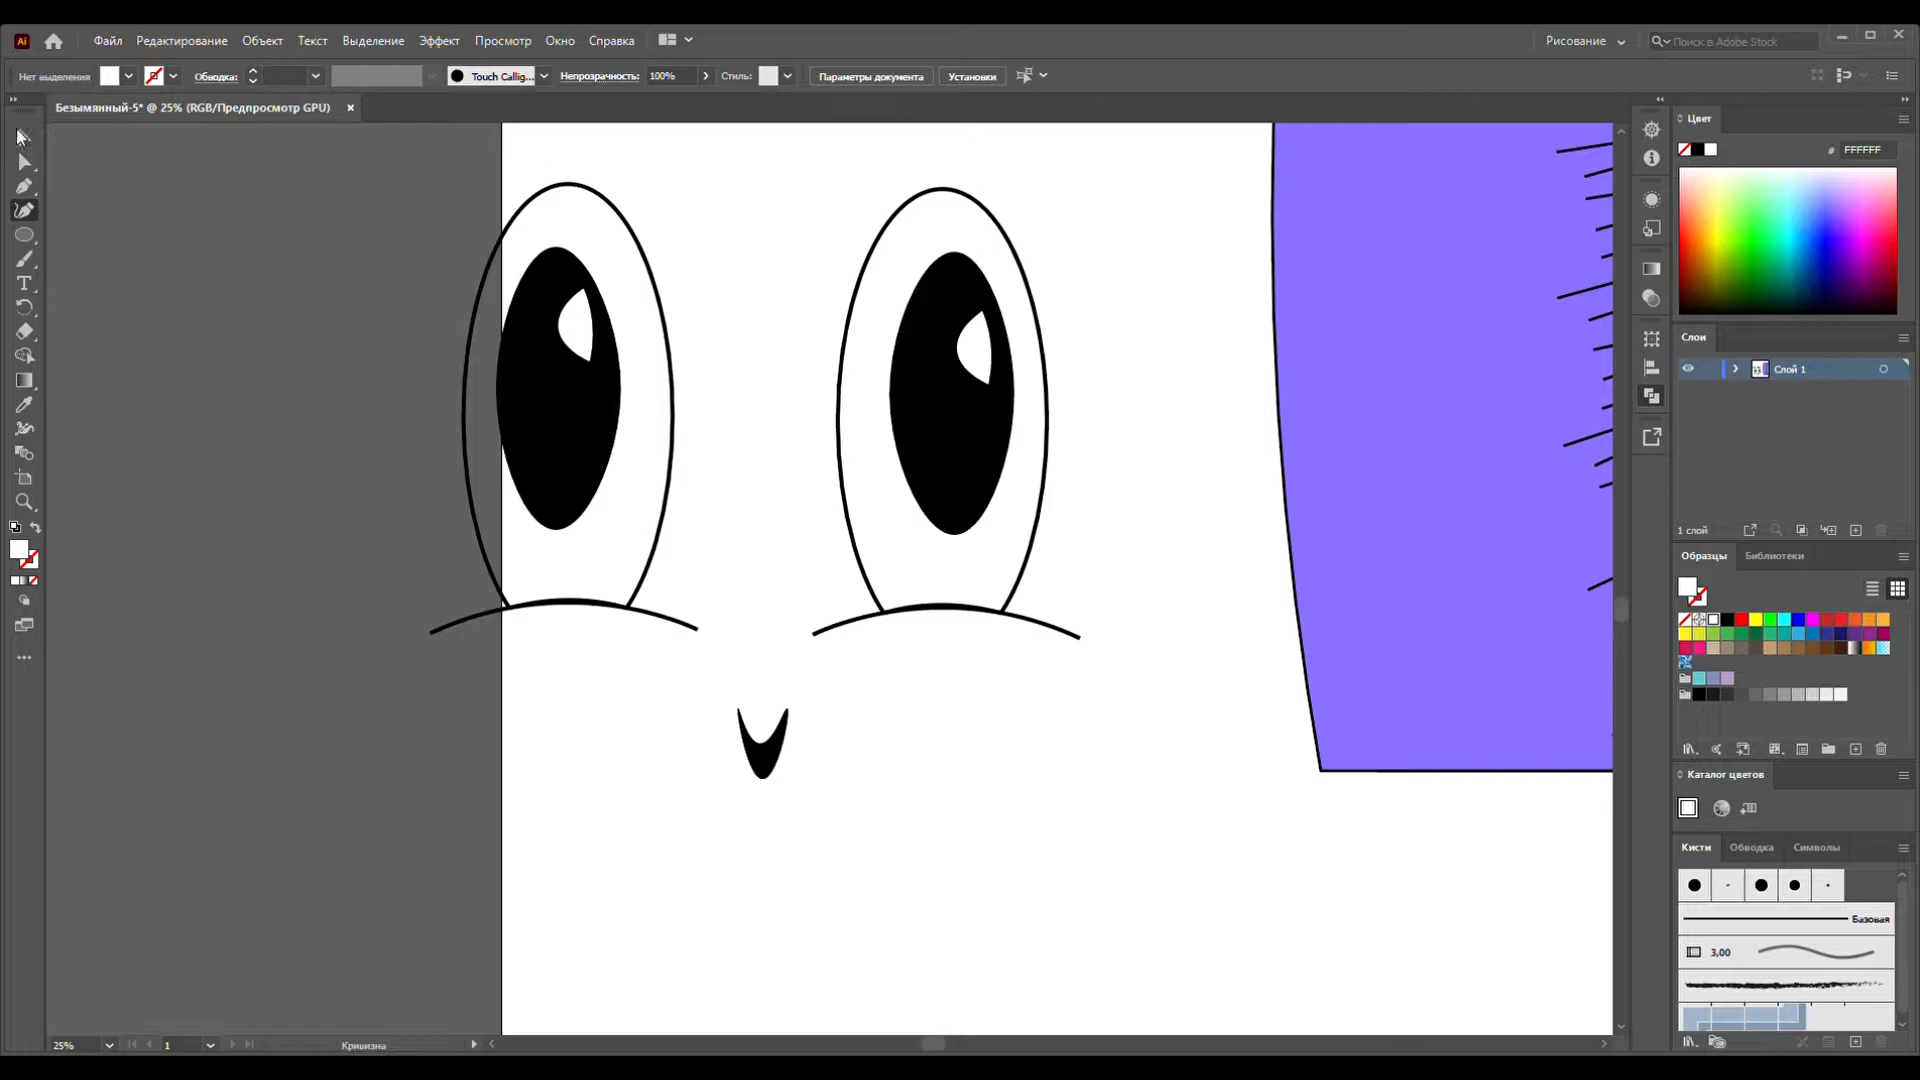 Ai Файл Редактирование Объект Текст Выделение Эффект Просмотр Окно Справка Рисование Поиск в Adobe Stock
Нет выделения Обводка: Touch Callig... Непрозрачность: 100% Стиль: Параметры документа Установки
Безымянный-5* @ 25% (RGB/Предпросмотр GPU) ×
Цвет
# FFFFFF
Слои
Слой 1
1 слой
Образцы Библиотеки
Каталог цветов
Кисти Обводка Символы
Базовая
3,00
25% 1 Кривизна